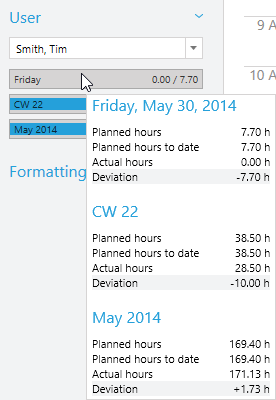 User
9 A
Smith, Tim
Friday 0.00 / 7.70
10 A
CW 22
May 2014
Formatting
Friday, May 30, 2014
Planned hours 7.70 h
Planned hours to date 7.70 h
Actual hours 0.00 h
Deviation -7.70 h
CW 22
Planned hours 38.50 h
Planned hours to date 38.50 h
Actual hours 28.50 h
Deviation -10.00 h
May 2014
Planned hours 169.40 h
Planned hours to date 169.40 h
Actual hours 171.13 h
Deviation +1.73 h